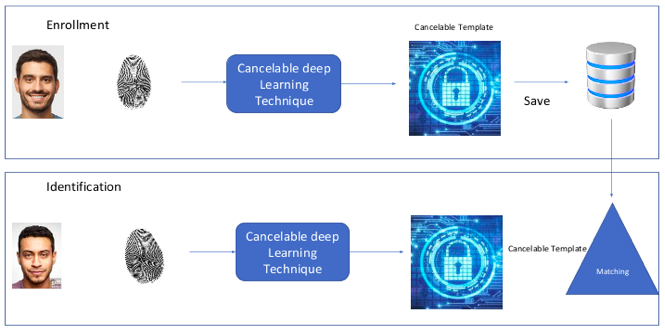 Enrollment
Cancelable Template
Cancelable deep
Learning
Technique
Save
Identification
Cancelable deep
Learning
Technique
Cancelable Template
Matching